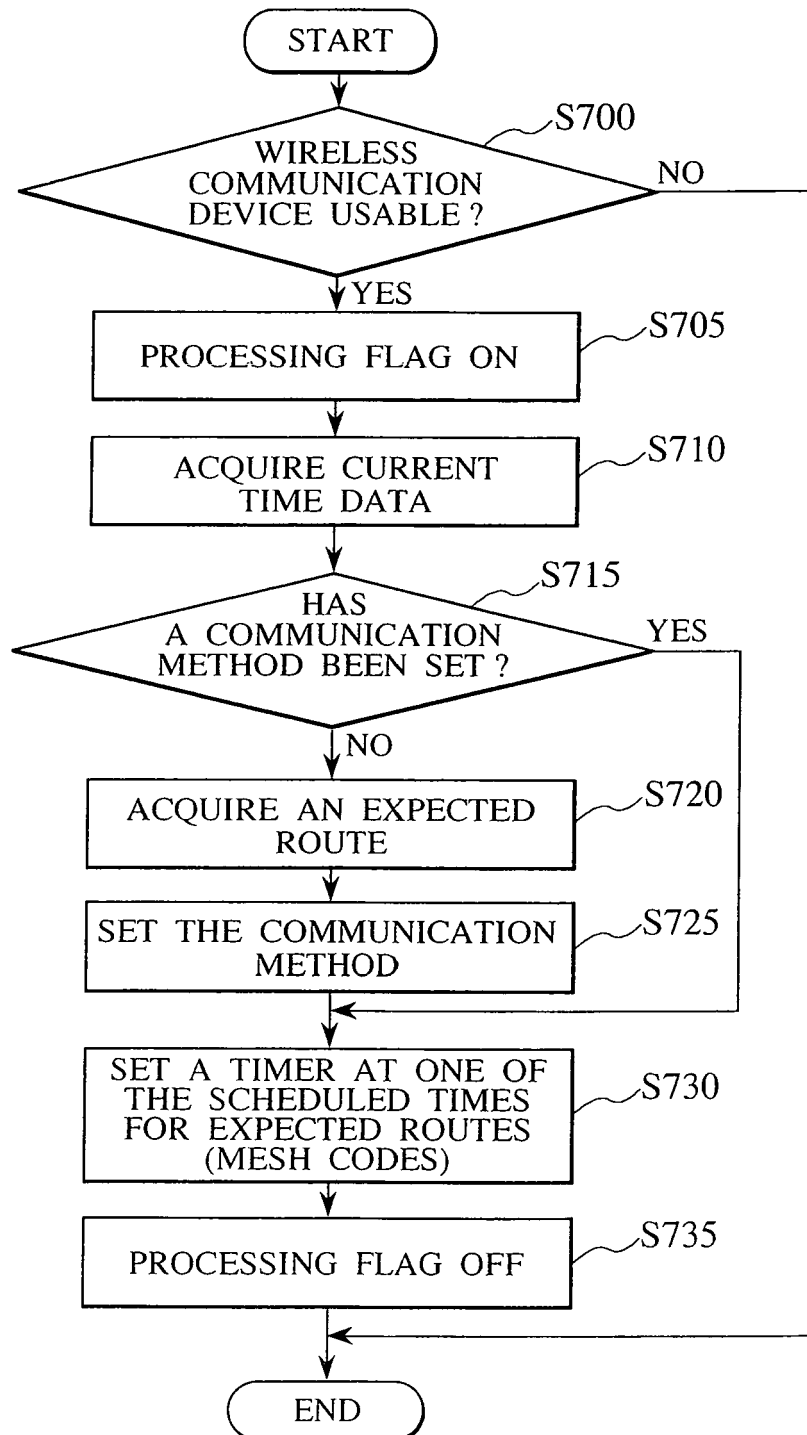 START
S700
WIRELESS
COMMUNICATION
DEVICE USABLE ?
NO
YES
S705
PROCESSING FLAG ON
S710
ACQUIRE CURRENT
TIME DATA
S715
HAS
A COMMUNICATION
METHOD BEEN SET ?
YES
NO
S720
ACQUIRE AN EXPECTED
ROUTE
S725
SET THE COMMUNICATION
METHOD
S730
SET A TIMER AT ONE OF
THE SCHEDULED TIMES
FOR EXPECTED ROUTES
(MESH CODES)
S735
PROCESSING FLAG OFF
END